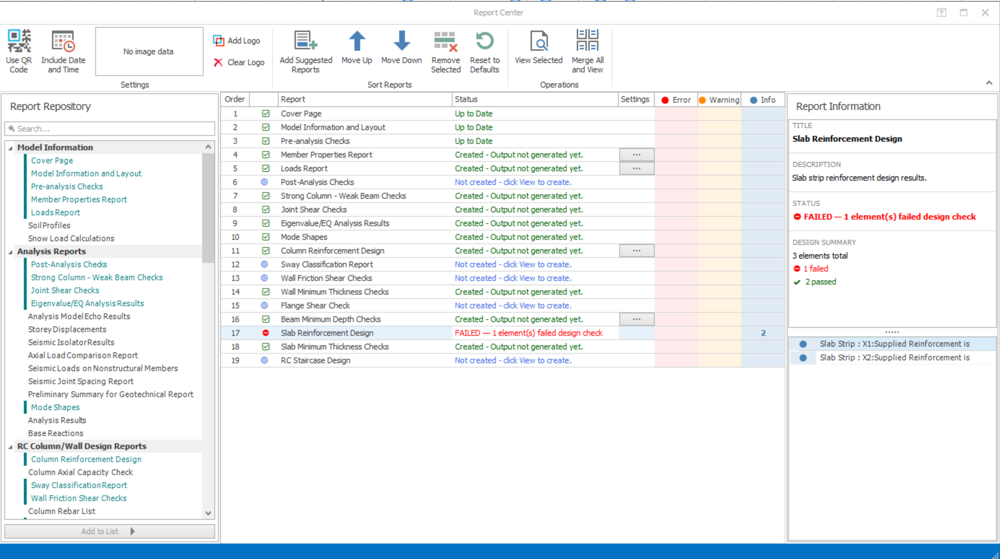 Report Center
Use QR Code
Include Date and Time
No image data
Add Logo
Clear Logo
Settings
Add Suggested Reports
Move Up
Move Down
Remove Selected
Reset to Defaults
Sort Reports
View Selected
Merge All and View
Operations
Report Repository
Search...
Model Information
Cover Page
Model Information and Layout
Pre-analysis Checks
Member Properties Report
Loads Report
Soil Profiles
Snow Load Calculations
Analysis Reports
Post-Analysis Checks
Strong Column - Weak Beam Checks
Joint Shear Checks
Eigenvalue/EQ Analysis Results
Analysis Model Echo Results
Storey Displacements
Seismic Isolator Results
Axial Load Comparison Report
Seismic Loads on Nonstructural Members
Seismic Joint Spacing Report
Preliminary Summary for Geotechnical Report
Mode Shapes
Analysis Results
Base Reactions
RC Column/Wall Design Reports
Column Reinforcement Design
Column Axial Capacity Check
Sway Classification Report
Wall Friction Shear Checks
Column Rebar List
Add to List
Order Report Status Settings Error Warning Info
1 Cover Page Up to Date
2 Model Information and Layout Up to Date
3 Pre-analysis Checks Up to Date
4 Member Properties Report Created - Output not generated yet. ...
5 Loads Report Created - Output not generated yet. ...
6 Post-Analysis Checks Not created - click View to create.
7 Strong Column - Weak Beam Checks Created - Output not generated yet.
8 Joint Shear Checks Created - Output not generated yet.
9 Eigenvalue/EQ Analysis Results Created - Output not generated yet.
10 Mode Shapes Created - Output not generated yet.
11 Column Reinforcement Design Created - Output not generated yet. ...
12 Sway Classification Report Not created - click View to create.
13 Wall Friction Shear Checks Not created - click View to create.
14 Wall Minimum Thickness Checks Created - Output not generated yet.
15 Flange Shear Check Not created - click View to create.
16 Beam Minimum Depth Checks Created - Output not generated yet. ...
17 Slab Reinforcement Design FAILED — 1 element(s) failed design check 2
18 Slab Minimum Thickness Checks Created - Output not generated yet.
19 RC Staircase Design Not created - click View to create.
Report Information
TITLE
Slab Reinforcement Design
DESCRIPTION
Slab strip reinforcement design results.
STATUS
FAILED — 1 element(s) failed design check
DESIGN SUMMARY
3 elements total
1 failed
2 passed
Slab Strip : X1:Supplied Reinforcement is
Slab Strip : X2:Supplied Reinforcement is